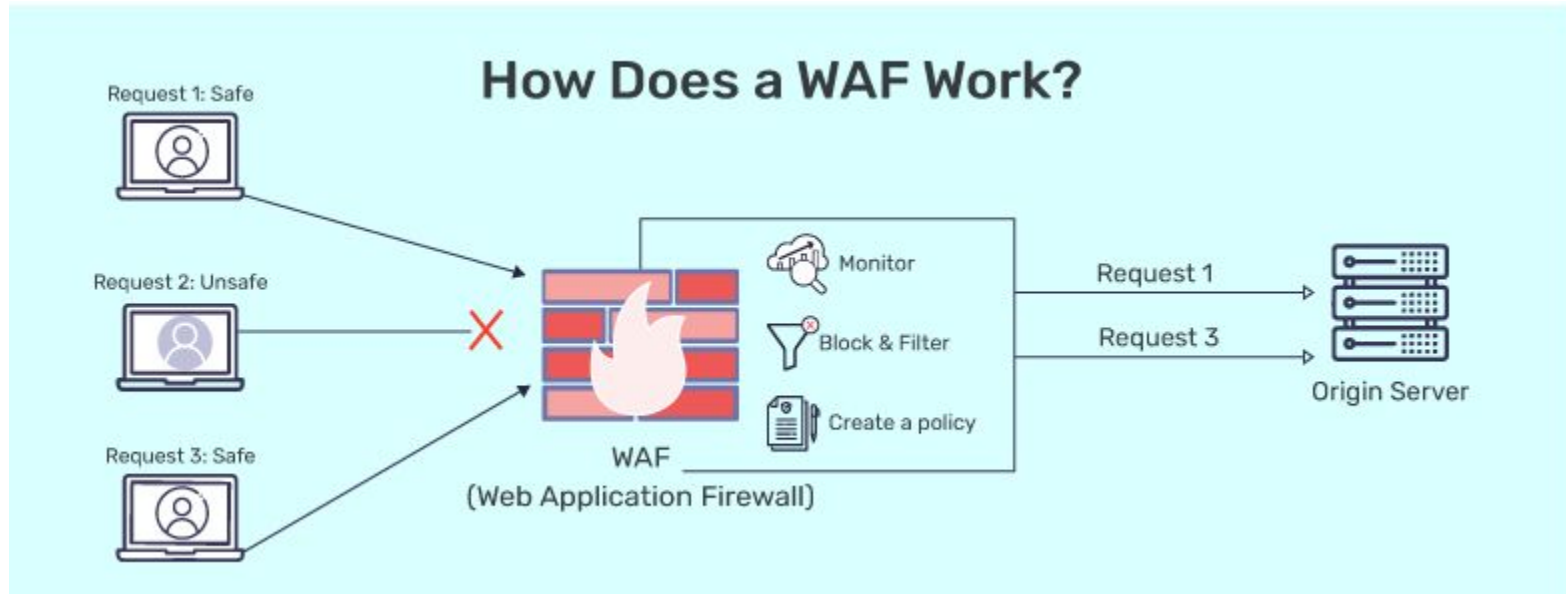 How Does a WAF Work?
Request 1: Safe
Request 2: Unsafe
Request 3: Safe
WAF
(Web Application Firewall)
Monitor
Block & Filter
Create a policy
Request 1
Request 3
Origin Server